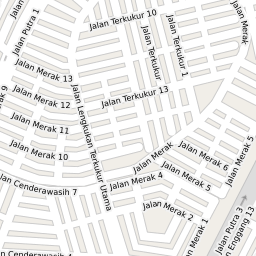 Jalan Terkukur 10
Jalan Putra 1
Jalan Terkukur
Jalan Terkukur 1
Jalan Merak
Jalan Merak 13
Jalan Merak 12
Jalan Merak 11
Jalan Merak 10
Jalan Terkukur 13
Jalan Lengkukan Terkukur Utama
Jalan Merak
Jalan Merak 6
Jalan Merak 5
Jalan Merak 4
Jalan Merak 5
Jalan Merak 2
Jalan Merak 1
Cenderawasih 7
Cenderawasih 4
Jalan Putra 3
Enggang 13